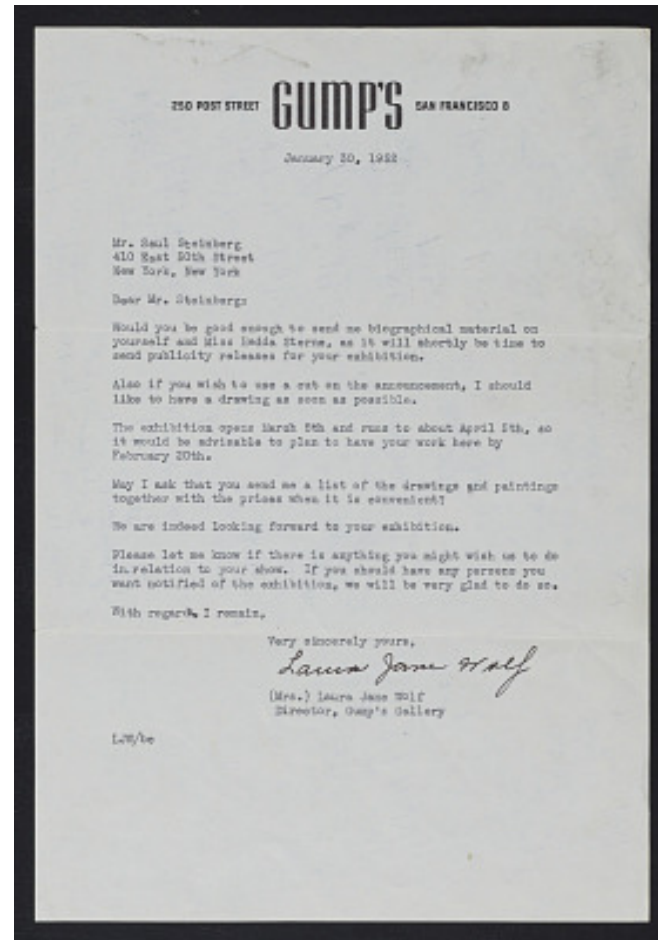 250 POST STREET GUMP'S SAN FRANCISCO 8
January 30, 1952
Mr. Saul Steinberg
410 East 50th Street
New York, New York
Dear Mr. Steinberg:
Would you be good enough to send me biographical material on
yourself and Miss Hedda Sterne, as it will shortly be time to
send publicity releases for your exhibition.
Also if you wish to use a cut on the announcement, I should
like to have a drawing as soon as possible.
The exhibition opens March 5th and runs to about April 5th, so
it would be advisable to plan to have your work here by
February 20th.
May I ask that you send me a list of the drawings and paintings
together with the prices when it is convenient?
We are indeed looking forward to your exhibition.
Please let me know if there is anything you might wish us to do
in relation to your show. If you should have any persons you
want notified of the exhibition, we will be very glad to do so.
With regards, I remain,
Very sincerely yours,
Laura Jane Wolf
(Mrs.) Laura Jane Wolf
Director, Gump's Gallery
LJW/be